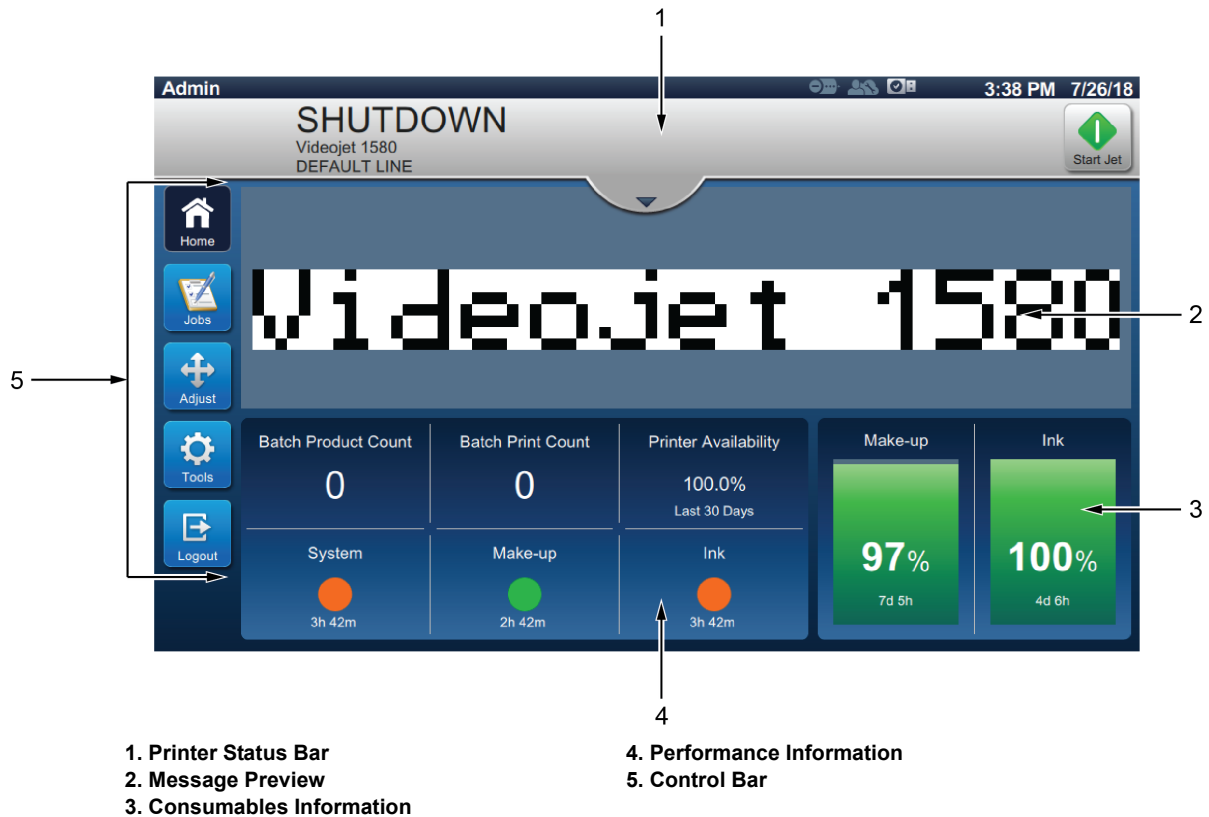 1
Admin
3:38 PM 7/26/18
SHUTDOWN
Videojet 1580
DEFAULT LINE
Start Jet
Home
Jobs
Adjust
Tools
Logout
Videojet 1580
2
5
Batch Product Count
0
Batch Print Count
0
Printer Availability
100.0%
Last 30 Days
System
3h 42m
Make-up
2h 42m
Ink
3h 42m
Make-up
97%
7d 5h
Ink
100%
4d 6h
3
4
1. Printer Status Bar
2. Message Preview
3. Consumables Information
4. Performance Information
5. Control Bar